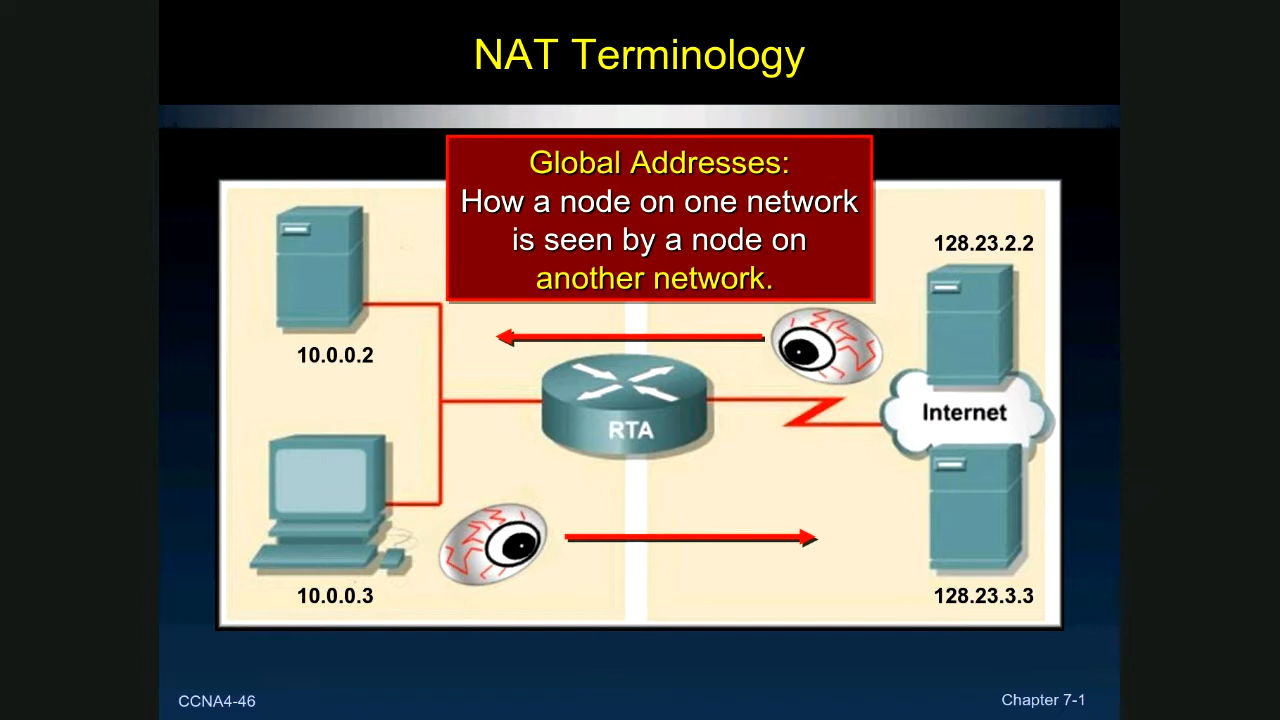 NAT Terminology
Global Addresses:
How a node on one network
is seen by a node on
another network.
128.23.2.2
10.0.0.2
Internet
RTA
10.0.0.3
128.23.3.3
CCNA4-46
Chapter 7-1